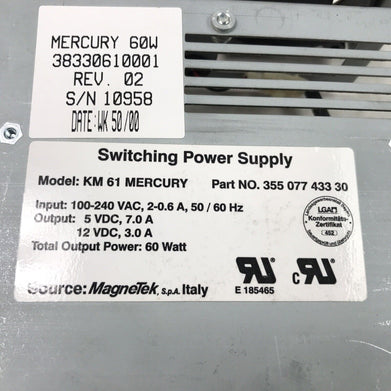 MERCURY 60W
38330610001
REV. 02
S/N 10958
DATE: WK 50/00
Switching Power Supply
Model: KM 61 MERCURY Part NO. 355 077 433 30
Input: 100-240 VAC, 2-0.6 A, 50 / 60 Hz
Output: 5 VDC, 7.0 A
12 VDC, 3.0 A
Total Output Power: 60 Watt
LGA
Konformitäts-
Zertifikat
452
E 185465
Source: MagneTek, S.p.A. Italy